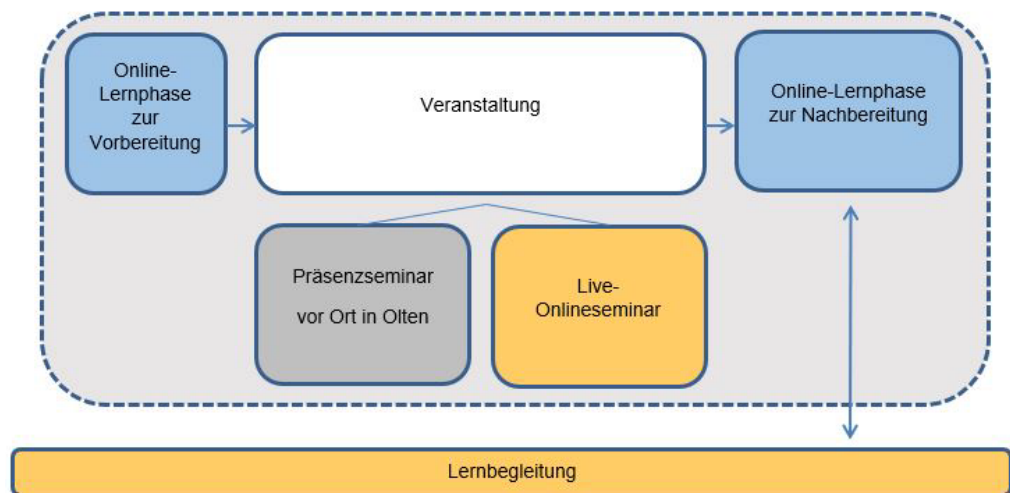 Online-
Lernphase
zur
Vorbereitung
Veranstaltung
Online-Lernphase
zur Nachbereitung
Präsenzseminar
vor Ort in Olten
Live-
Onlineseminar
Lernbegleitung